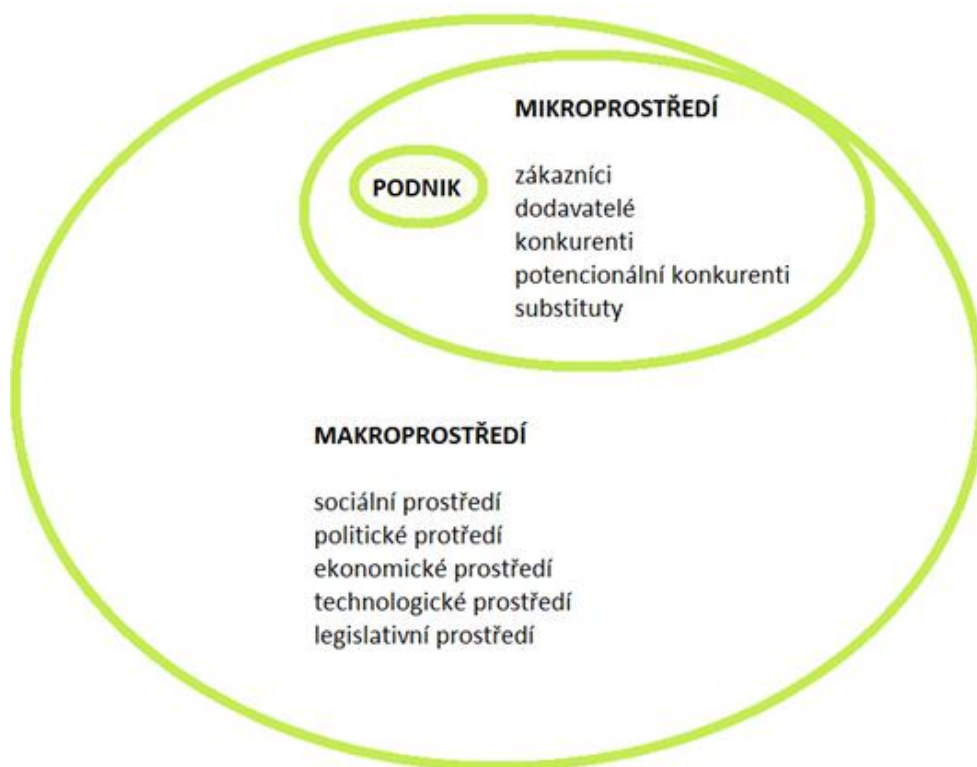 MIKROPROSTŘEDÍ
PODNIK
zákazníci
dodavatelé
konkurenti
potencionální konkurenti
substituty
MAKROPROSTŘEDÍ
sociální prostředí
politické protředí
ekonomické prostředí
technologické prostředí
legislativní prostředí